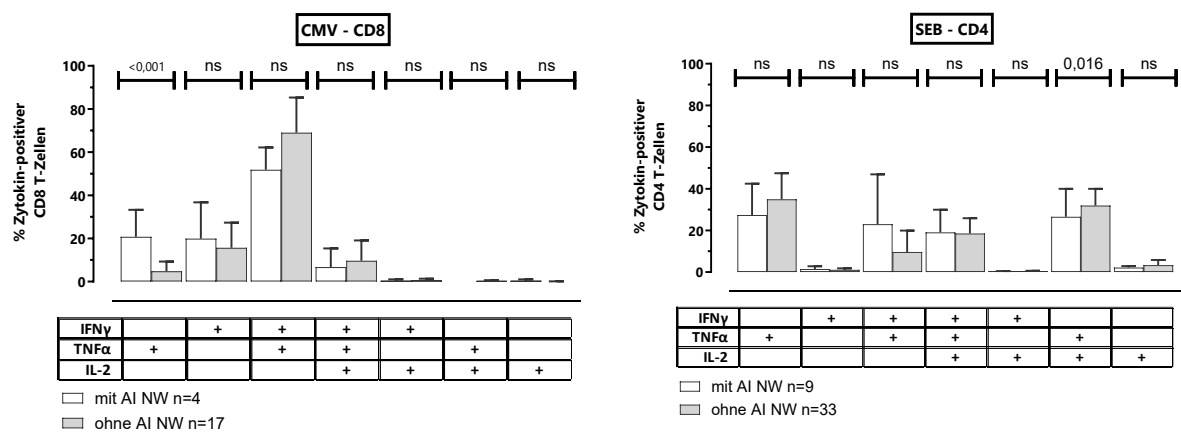 CMV - CD8
<0,001 ns ns ns ns ns ns
% Zytokin-positiver
CD8 T-Zellen
100
80
60
40
20
0
IFNγ + + + +
TNFα + + + +
IL-2 + + + +
mit AI NW n=4
ohne AI NW n=17
SEB - CD4
ns ns ns ns ns 0,016 ns
% Zytokin-positiver
CD4 T-Zellen
100
80
60
40
20
0
IFNγ + + + +
TNFα + + + +
IL-2 + + + +
mit AI NW n=9
ohne AI NW n=33